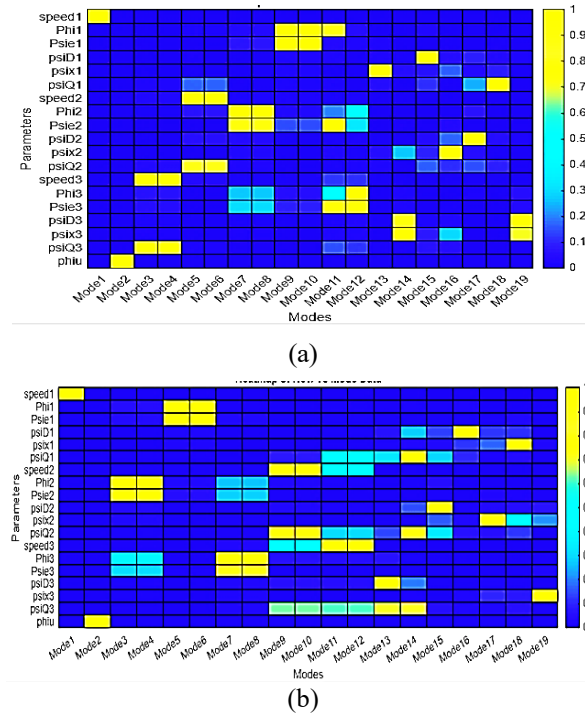 speed1
Phi1
Psie1
psiD1
psix1
psiQ1
speed2
Phi2
Psie2
psiD2
psix2
psiQ2
speed3
Phi3
Psie3
psiD3
psix3
psiQ3
phiu
Parameters
Mode1 Mode2 Mode3 Mode4 Mode5 Mode6 Mode7 Mode8 Mode9 Mode10 Mode11 Mode12 Mode13 Mode14 Mode15 Mode16 Mode17 Mode18 Mode19
Modes
1
0.9
0.8
0.7
0.6
0.5
0.4
0.3
0.2
0.1
0
(a)
speed1
Phi1
Psie1
psiD1
psix1
psiQ1
speed2
Phi2
Psie2
psiD2
psix2
psiQ2
speed3
Phi3
Psie3
psiD3
psix3
psiQ3
phiu
Parameters
Mode1 Mode2 Mode3 Mode4 Mode5 Mode6 Mode7 Mode8 Mode9 Mode10 Mode11 Mode12 Mode13 Mode14 Mode15 Mode16 Mode17 Mode18 Mode19
Modes
(b)